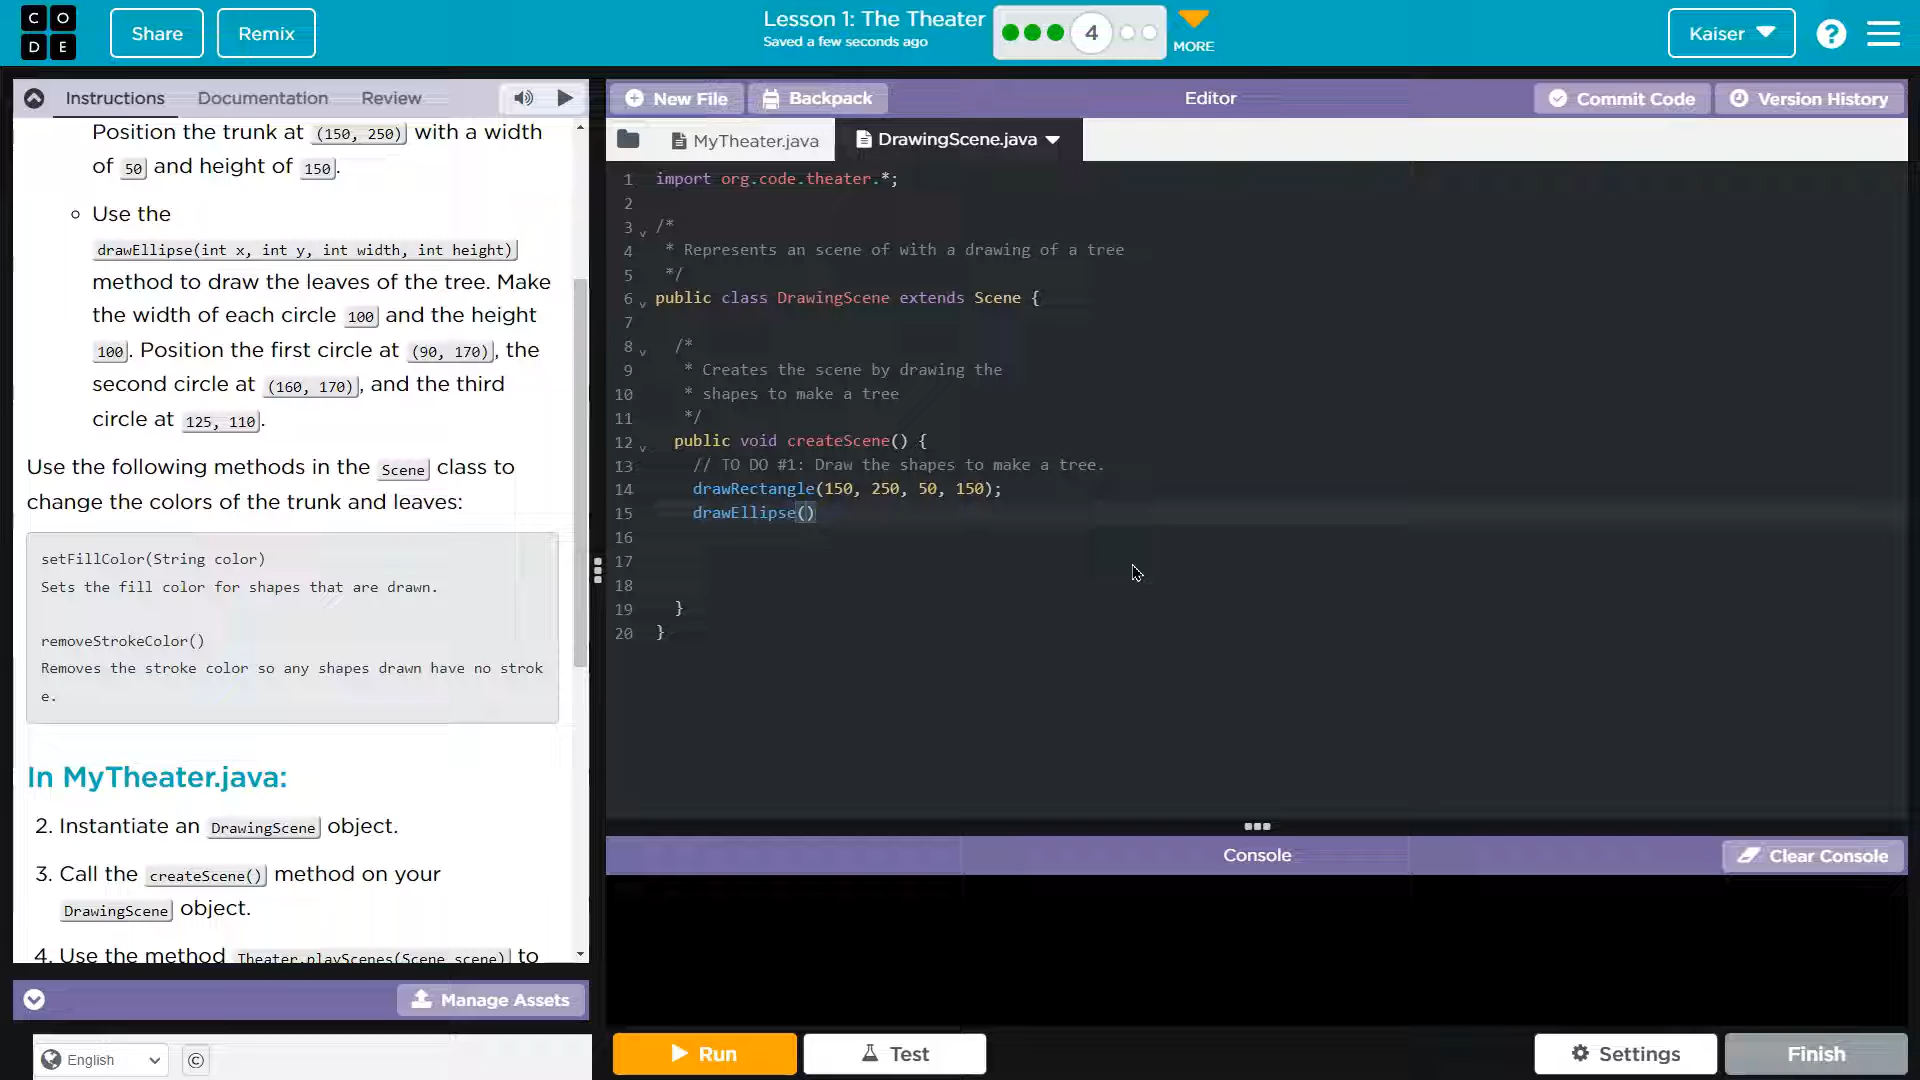 CODE
Share
Remix
Lesson 1: The Theater
Saved a few seconds ago
4
MORE
Kaiser
?
Instructions
Documentation
Review
Position the trunk at (150, 250) with a width
of 50 and height of 150.
Use the
drawEllipse(int x, int y, int width, int height)
method to draw the leaves of the tree. Make
the width of each circle 100 and the height
100. Position the first circle at (90, 170), the
second circle at (160, 170), and the third
circle at 125, 110.
Use the following methods in the Scene class to
change the colors of the trunk and leaves:
setFillColor(String color)
Sets the fill color for shapes that are drawn.
removeStrokeColor()
Removes the stroke color so any shapes drawn have no strok
e.
In MyTheater.java:
2. Instantiate an DrawingScene object.
3. Call the createScene() method on your
DrawingScene object.
4. Use the method Theater.playScenes(Scene scene) to
Manage Assets
English
©
New File
Backpack
Editor
Commit Code
Version History
MyTheater.java
DrawingScene.java
1 import org.code.theater.*;
2
3 /*
4 * Represents an scene of with a drawing of a tree
5 */
6 public class DrawingScene extends Scene {
7
8 /*
9 * Creates the scene by drawing the
10 * shapes to make a tree
11 */
12 public void createScene() {
13 // TO DO #1: Draw the shapes to make a tree.
14 drawRectangle(150, 250, 50, 150);
15 drawEllipse()
16
17
18
19 }
20 }
Console
Clear Console
Run
Test
Settings
Finish